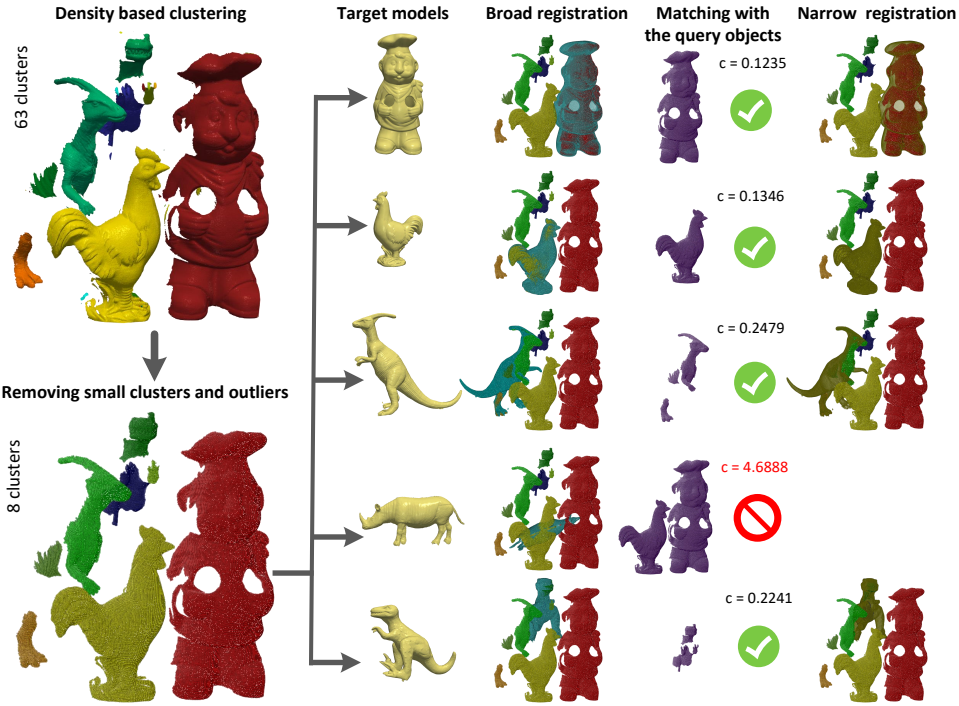 Density based clustering
Target models
Broad registration
Matching with
the query objects
Narrow registration
63 clusters
c = 0.1235
c = 0.1346
c = 0.2479
Removing small clusters and outliers
8 clusters
c = 4.6888
c = 0.2241